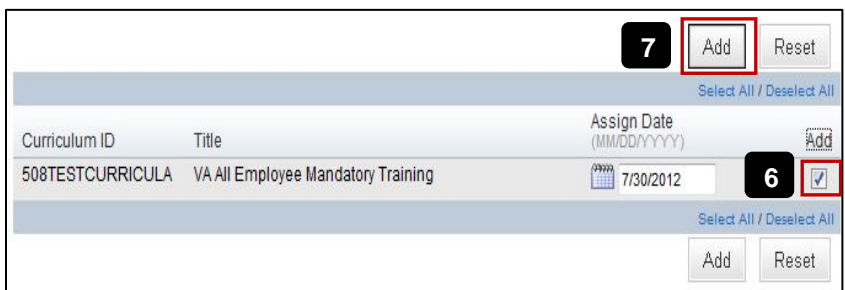 7 Add Reset
Select All / Deselect All
Curriculum ID Title Assign Date (MM/DD/YYYY) Add
508TESTCURRICULA VA All Employee Mandatory Training 7/30/2012 6
Select All / Deselect All
Add Reset